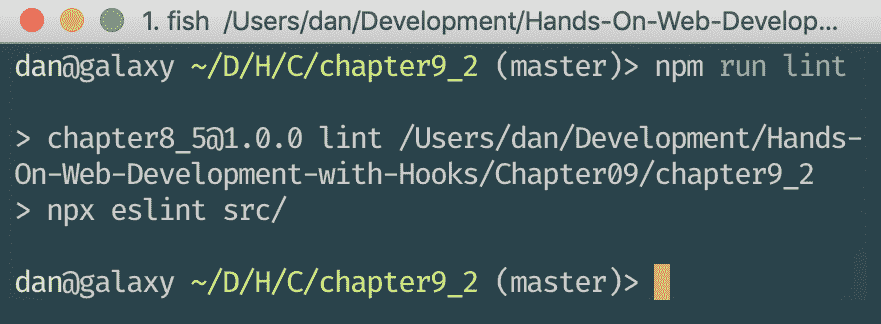 1. fish /Users/dan/Development/Hands-On-Web-Develop...
dan@galaxy ~/D/H/C/chapter9_2 (master)> npm run lint
> chapter8_5@1.0.0 lint /Users/dan/Development/Hands-
On-Web-Development-with-Hooks/Chapter09/chapter9_2
> npx eslint src/
dan@galaxy ~/D/H/C/chapter9_2 (master)>